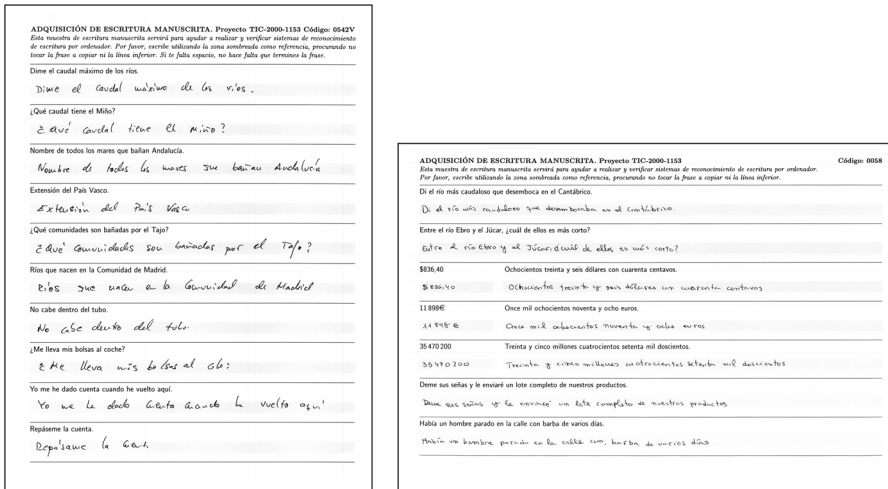 ADQUISICIÓN DE ESCRITURA MANUSCRITA. Proyecto TIC-2000-1153 Código: 0542V
Esta muestra de escritura manuscrita servirá para ayudar a realizar y verificar sistemas de reconocimiento
de escritura por ordenador. Por favor, escribe utilizando la zona sombreada como referencia, procurando no
tocar la frase a copiar ni la línea inferior. Si te falta espacio, no hace falta que termines la frase.
Dime el caudal máximo de los ríos.
Dime el caudal máximo de los ríos.
¿Qué caudal tiene el Miño?
¿Qué caudal tiene el Miño?
Nombre de todos los mares que bañan Andalucía.
Nombre de todos los mares que bañan Andalucía
Extensión del País Vasco.
Extensión del País Vasco
¿Qué comunidades son bañadas por el Tajo?
¿Qué comunidades son bañadas por el Tajo?
Ríos que nacen en la Comunidad de Madrid.
Ríos que nacen en la Comunidad de Madrid
No cabe dentro del tubo.
No cabe dentro del tubo.
¿Me lleva mis bolsas al coche?
¿Me lleva mis bolsas al
Yo me he dado cuenta cuando he vuelto aquí.
Yo me he dado cuenta cuando he vuelto aquí
Repáseme la cuenta.
Repásame la
ADQUISICIÓN DE ESCRITURA MANUSCRITA. Proyecto TIC-2000-1153 Código: 0058
Esta muestra de escritura manuscrita servirá para ayudar a realizar y verificar sistemas de reconocimiento de escritura por ordenador.
Por favor, escribe utilizando la zona sombreada como referencia, procurando no tocar la frase a copiar ni la línea inferior.
Di el río más caudaloso que desemboca en el Cantábrico.
Di el río más caudaloso que desembocaba en el Cantábrico.
Entre el río Ebro y el Júcar, ¿cuál de ellos es más corto?
Entre el río Ebro y el Júcar, ¿cuál de ellos es más corto?
$836,40 Ochocientos treinta y seis dólares con cuarenta centavos.
$836,40 Ochocientos treinta y seis dólares con cuarenta centavos
11 898€ Once mil ochocientos noventa y ocho euros.
11898 € Once mil ochocientos noventa y ocho euros
35 470 200 Treinta y cinco millones cuatrocientos setenta mil doscientos.
35470200 Treinta y cinco millones cuatrocientos setenta mil doscientos
Deme sus señas y le enviaré un lote completo de nuestros productos.
Deme sus señas y le enviaré un lote completo de nuestros productos
Había un hombre parado en la calle con barba de varios días.
Había un hombre parado en la calle con, barba de varios días